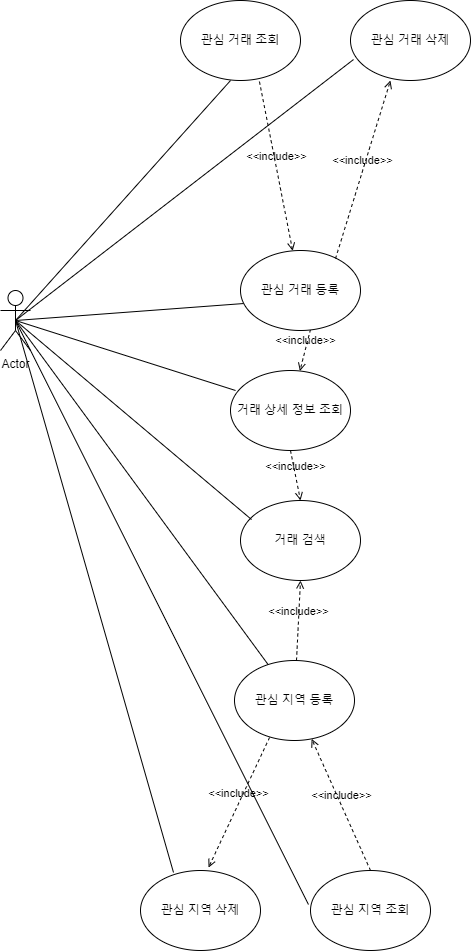 관심 거래 조회
관심 거래 삭제
<<include>>
<<include>>
관심 거래 등록
<<include>>
Actor
거래 상세 정보 조회
<<include>>
거래 검색
<<include>>
관심 지역 등록
<<include>>
<<include>>
관심 지역 삭제
관심 지역 조회